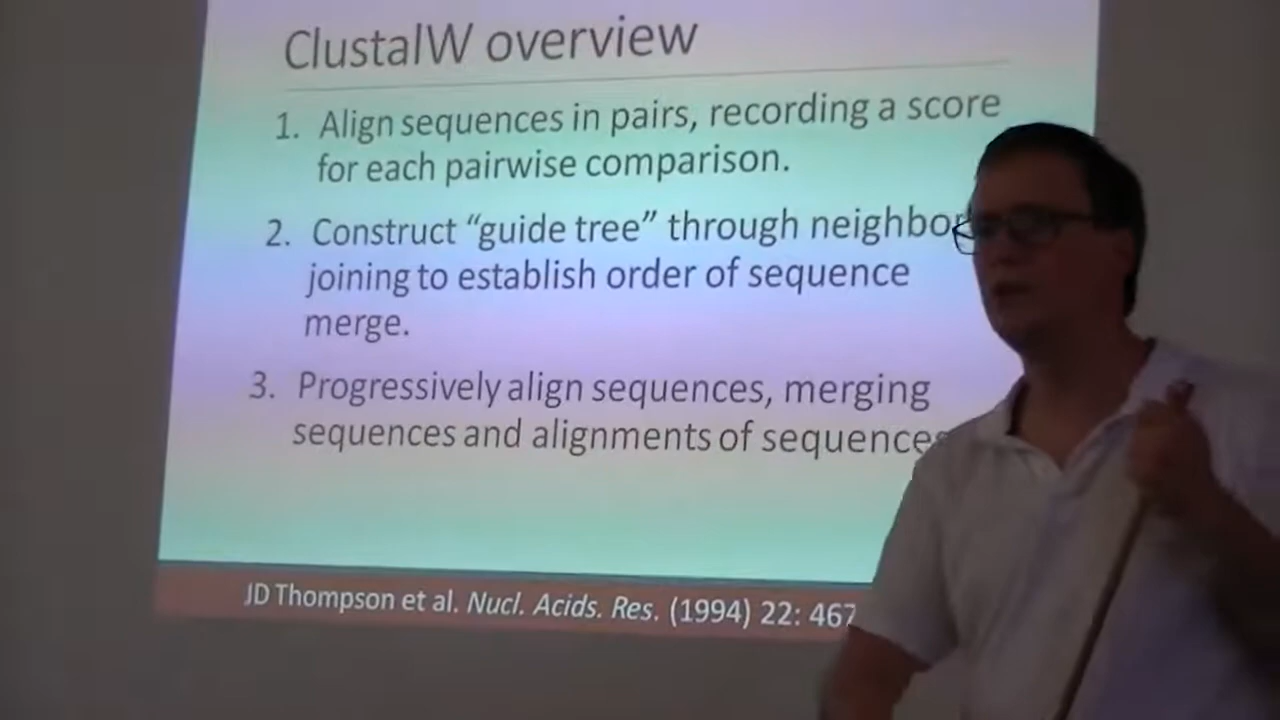 ClustalW overview
1. Align sequences in pairs, recording a score
for each pairwise comparison.
2. Construct “guide tree” through neighbor
joining to establish order of sequence
merge.
3. Progressively align sequences, merging
sequences and alignments of sequences
JD Thompson et al. Nucl. Acids. Res. (1994) 22: 467